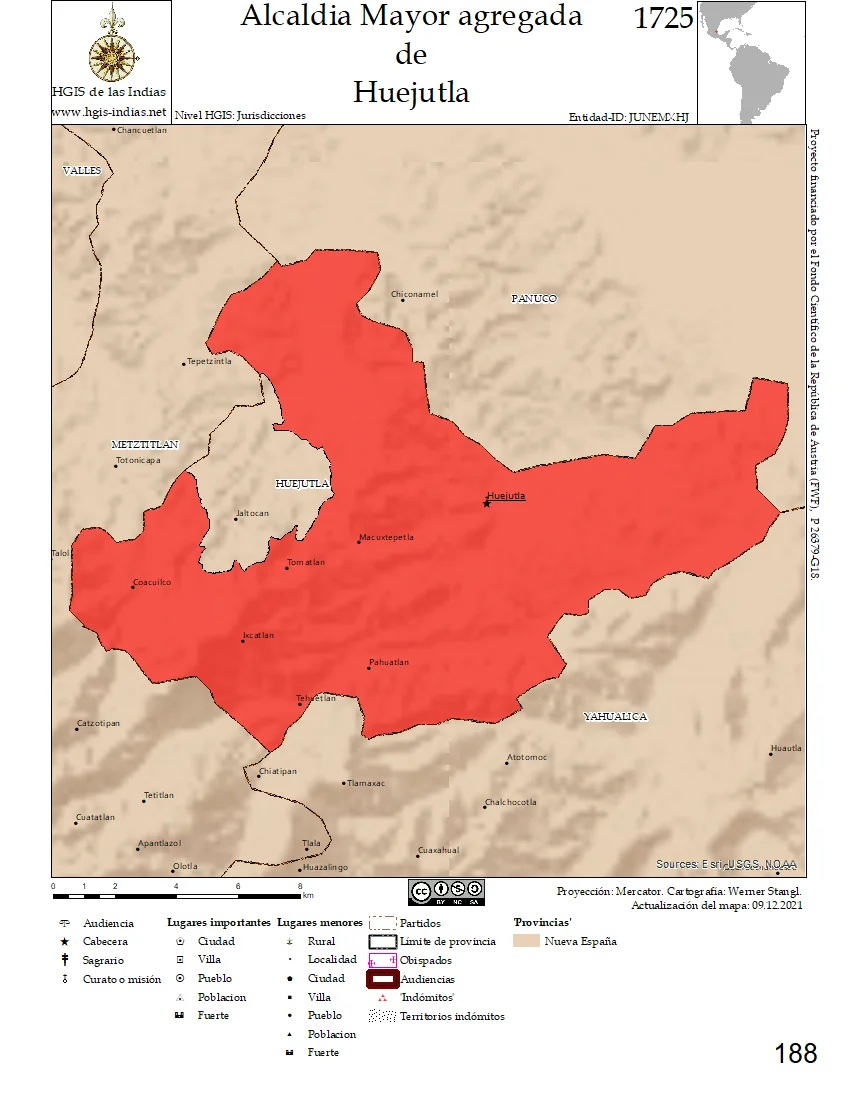 Alcaldia Mayor agregada
de
Huejutla
1725
HGIS de las Indias
www.hgis-indias.net
Nivel HGIS: Jurisdicciones
Entidad-ID: JUNEMXHJ
Proyecto financiado por el Fondo Científico de la República de Austria (FWF), P 26379-G18.
Chancuetlan
VALLES
Chiconamel
PANUCO
Tepetzintla
METZTITLAN
Totonicapa
HUEJUTLA
Huejutla
Jaltocan
Macuxtepetla
Talol
Tomatlan
Coacuilco
Ixcatlan
Pahuatlan
Tehuetlan
YAHUALICA
Catzotipan
Huautla
Atotomoc
Chiatipan
Tlamaxac
Tetitlan
Chalchocotla
Cuatatlan
Apantlazol
Tlala
Cuaxahual
Olotla
Huazalingo
Sources: Esri, USGS, NOAA
0 1 2 4 6 8
km
CC BY NC SA
Proyección: Mercator. Cartografía: Werner Stangl.
Actualización del mapa: 09.12.2021
Audiencia
Cabecera
Sagrario
Curato o misión
Lugares importantes
Ciudad
Villa
Pueblo
Poblacion
Fuerte
Lugares menores
Rural
Localidad
Ciudad
Villa
Pueblo
Poblacion
Fuerte
Partidos
Límite de provincia
Obispados
Audiencias
'Indómitos'
Territorios indómitos
'Provincias'
Nueva España
188